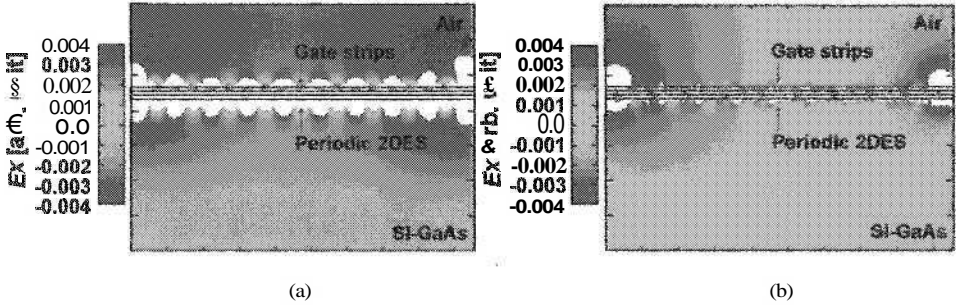 Air
Gate strips
Periodic 2DES
SI-GaAs
0.004
0.003
0.002
0.001
0.0
-0.001
-0.002
-0.003
-0.004
(a)
Air
Gate strips
Periodic 2DES
SI-GaAs
0.004
0.003
0.002
0.001
0.0
-0.001
-0.002
-0.003
-0.004
(b)